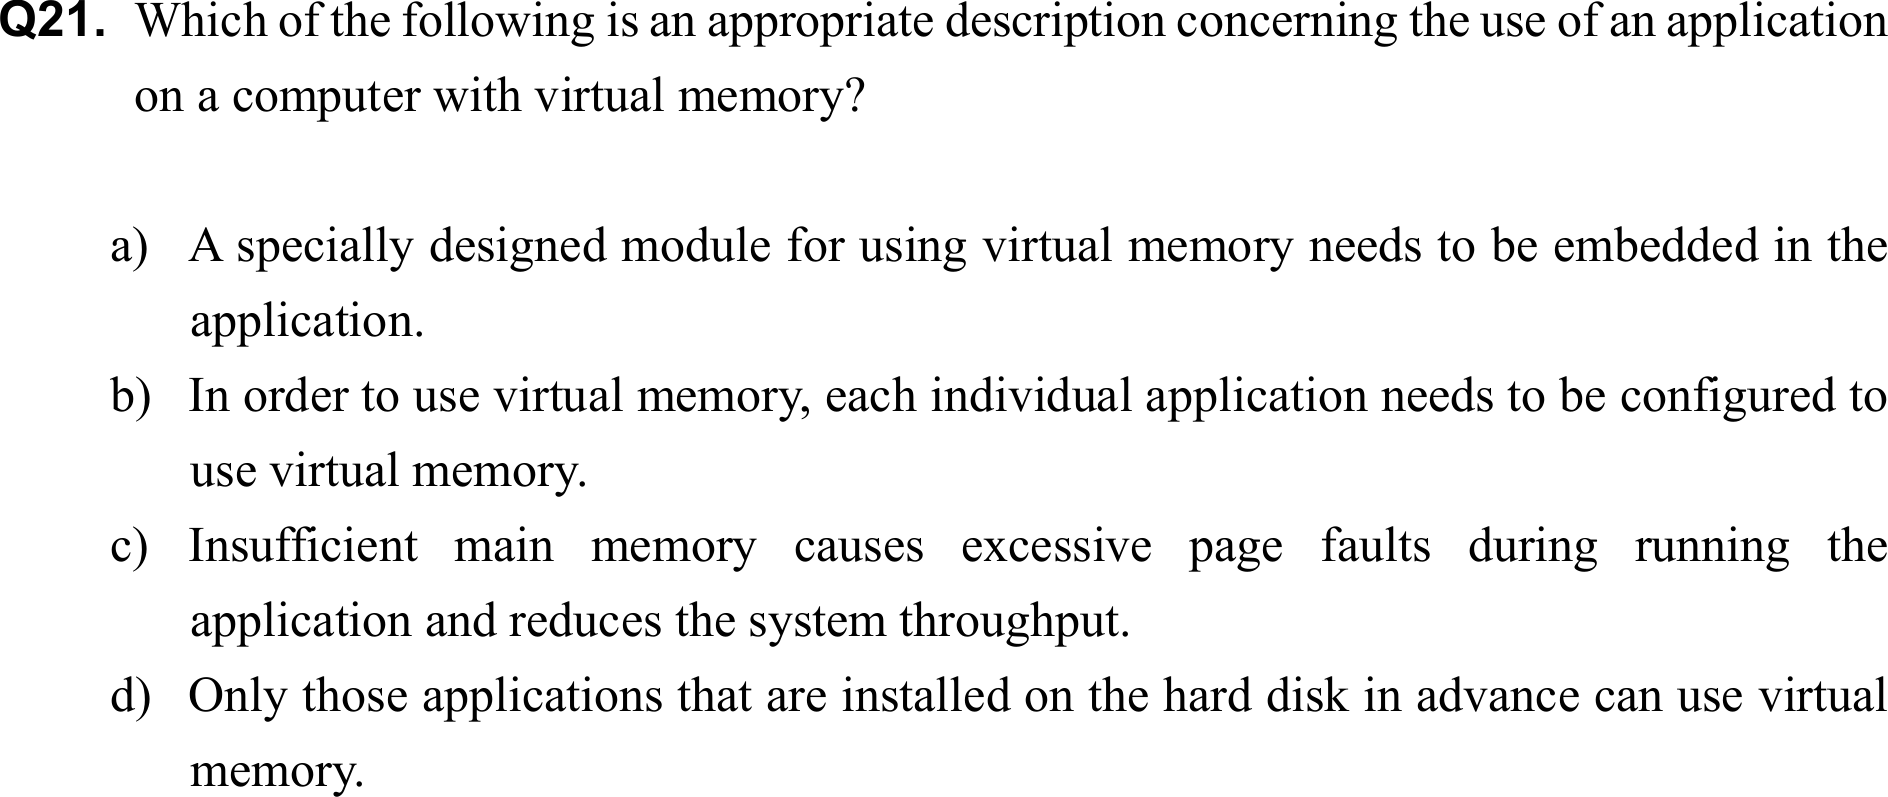 Q21. Which of the following is an appropriate description concerning the use of an application
on a computer with virtual memory?
a) A specially designed module for using virtual memory needs to be embedded in the
application.
b) In order to use virtual memory, each individual application needs to be configured to
use virtual memory.
c) Insufficient main memory causes excessive page faults during running the
application and reduces the system throughput.
d) Only those applications that are installed on the hard disk in advance can use virtual
memory.